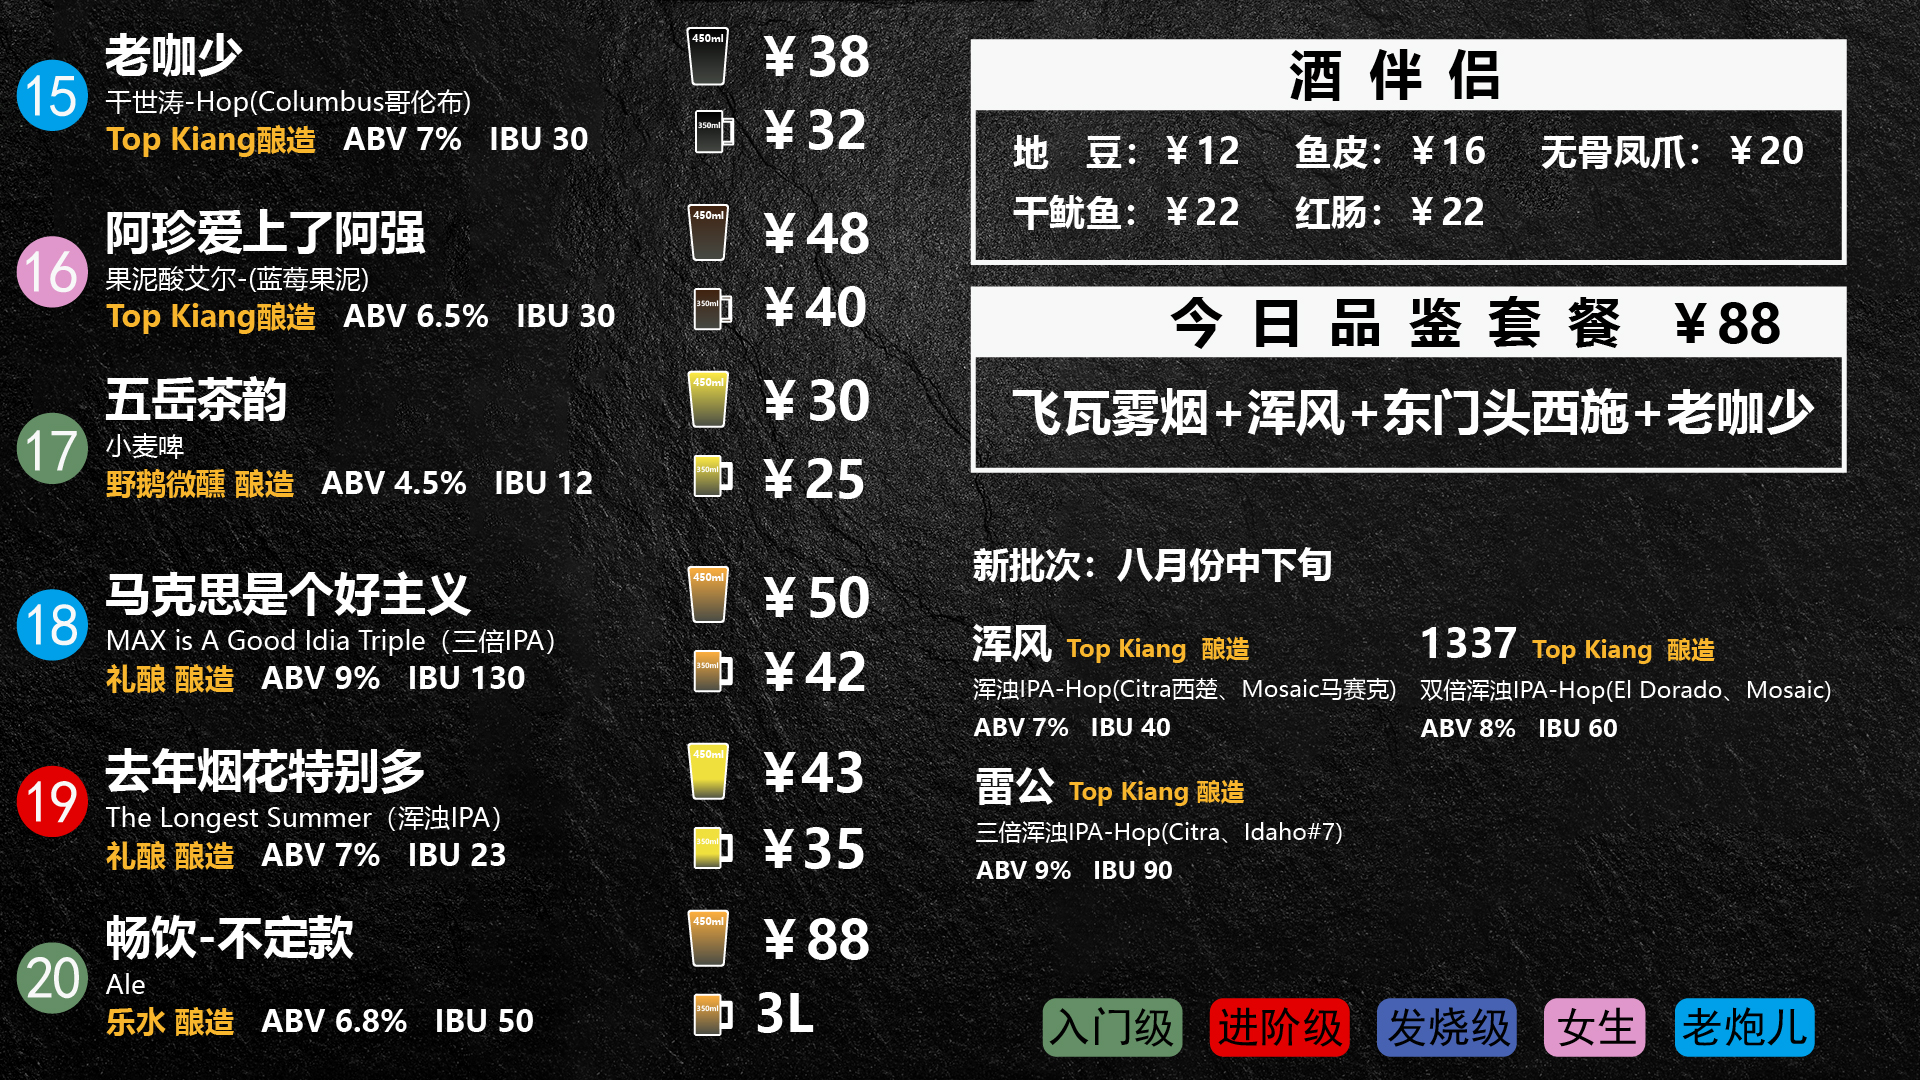 15
老咖少
干世涛-Hop(Columbus哥伦布)
Top Kiang酿造 ABV 7% IBU 30
450ml ¥38
350ml ¥32
16
阿珍爱上了阿强
果泥酸艾尔-(蓝莓果泥)
Top Kiang酿造 ABV 6.5% IBU 30
450ml ¥48
350ml ¥40
17
五岳茶韵
小麦啤
野鹅微醺 酿造 ABV 4.5% IBU 12
450ml ¥30
350ml ¥25
18
马克思是个好主义
MAX is A Good Idia Triple（三倍IPA）
礼酿 酿造 ABV 9% IBU 130
450ml ¥50
350ml ¥42
19
去年烟花特别多
The Longest Summer（浑浊IPA）
礼酿 酿造 ABV 7% IBU 23
450ml ¥43
350ml ¥35
20
畅饮-不定款
Ale
乐水 酿造 ABV 6.8% IBU 50
450ml ¥88
350ml 3L
酒伴侣
地 豆：¥12 鱼皮：¥16 无骨凤爪：¥20
干鱿鱼：¥22 红肠：¥22
今日品鉴套餐 ¥88
飞瓦雾烟+浑风+东门头西施+老咖少
新批次：八月份中下旬
浑风 Top Kiang 酿造
浑浊IPA-Hop(Citra西楚、Mosaic马赛克)
ABV 7% IBU 40
1337 Top Kiang 酿造
双倍浑浊IPA-Hop(El Dorado、Mosaic)
ABV 8% IBU 60
雷公 Top Kiang 酿造
三倍浑浊IPA-Hop(Citra、Idaho#7)
ABV 9% IBU 90
入门级 进阶级 发烧级 女生 老炮儿